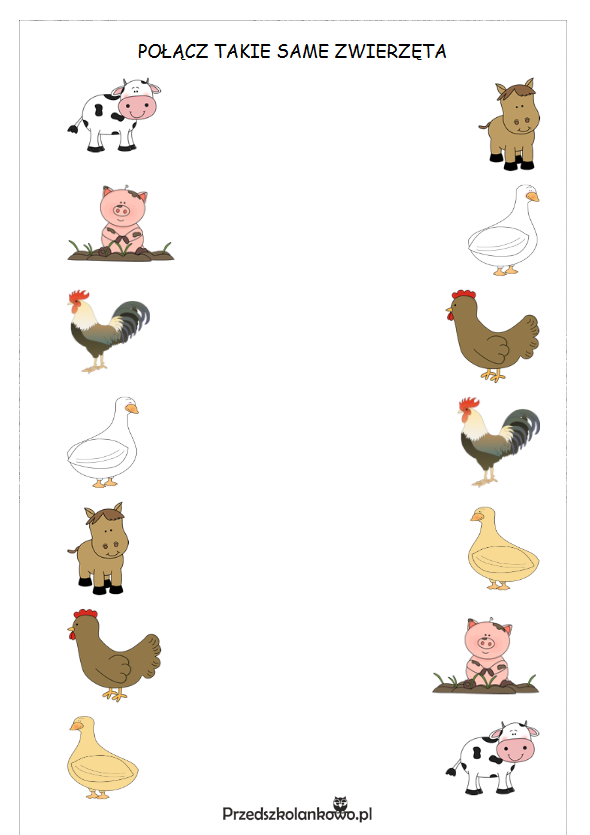 POŁĄCZ TAKIE SAME ZWIERZĘTA
Przedszkolankowo.pl